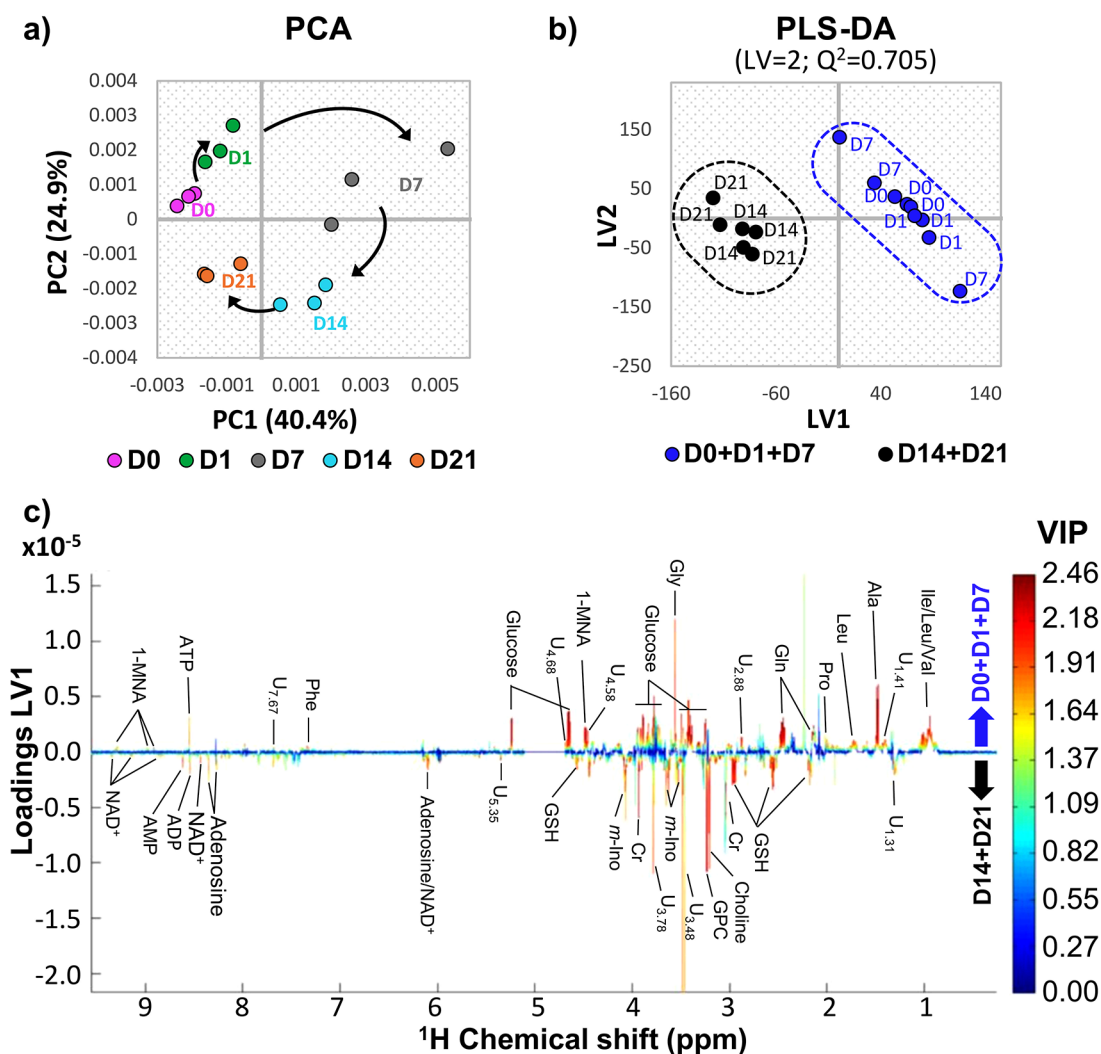 a) PCA
0.004
0.003
0.002
0.001
0
-0.001
-0.002
-0.003
-0.004
PC2 (24.9%)
D1
D0
D7
D21
D14
-0.003 -0.001 0.001 0.003 0.005
PC1 (40.4%)
D0 D1 D7 D14 D21
b) PLS-DA
(LV=2; Q²=0.705)
150
50
-50
-150
-250
LV2
D7
D7
D21 D0 D0
D21 D14 D0
D14 D1 D1
D14 D21 D1
D7
-160 -60 40 140
LV1
D0+D1+D7 D14+D21
c)
x10⁻⁵
Loadings LV1
1.5
1.0
0.5
0.0
-0.5
-1.0
-1.5
-2.0
1-MNA
ATP
U₇.₆₇
Phe
Glucose
U₄.₆₈
1-MNA
U₄.₅₈
Glucose
Gly
U₂.₈₈
Gln
Pro
Leu
Ala
U₁.₄₁
Ile/Leu/Val
NAD⁺
AMP
ADP
NAD⁺
Adenosine
Adenosine/NAD⁺
U₅.₃₅
GSH
m-Ino
Cr
U₃.₇₈
m-Ino
U₃.₄₈
GPC
Choline
Cr
GSH
U₁.₃₁
9 8 7 6 5 4 3 2 1
¹H Chemical shift (ppm)
D0+D1+D7
D14+D21
VIP
2.46
2.18
1.91
1.64
1.37
1.09
0.82
0.55
0.27
0.00